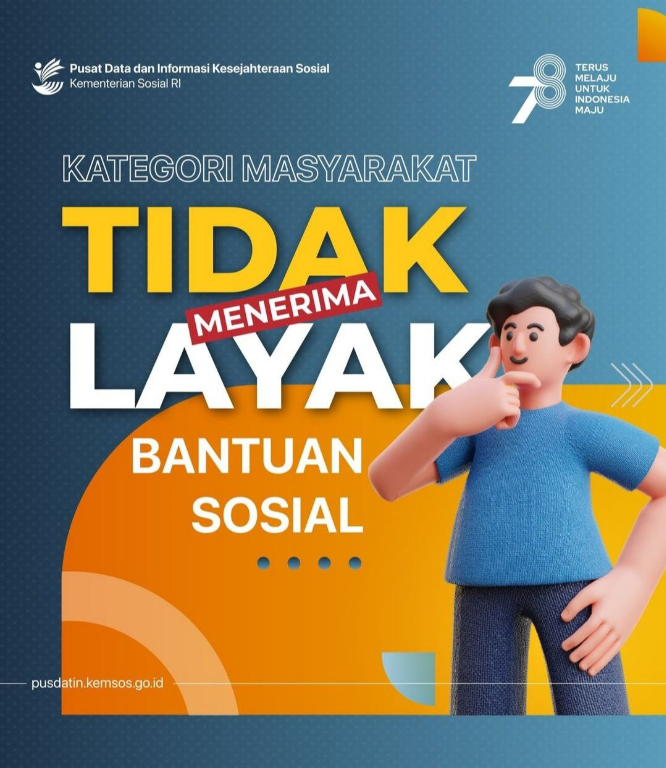 Pusat Data dan Informasi Kesejahteraan Sosial
Kementerian Sosial RI
78
TERUS
MELAJU
UNTUK
INDONESIA
MAJU
KATEGORI MASYARAKAT
TIDAK
MENERIMA
LAYAK
BANTUAN
SOSIAL
pusdatin.kemsos.go.id